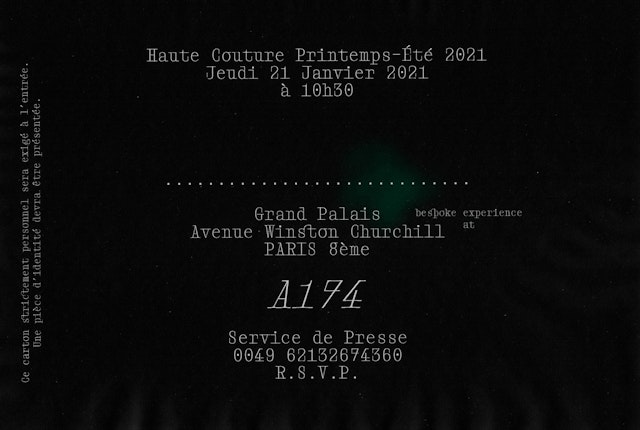 Haute Couture Printemps-Été 2021
Jeudi 21 Janvier 2021
à 10h30
Grand Palais
Avenue Winston Churchill
PARIS 8ème
bespoke experience
at
A174
Service de Presse
0049 62132674360
R.S.V.P.
Ce carton strictement personnel sera exigé à l'entrée.
Une pièce d'identité devra être présentée.